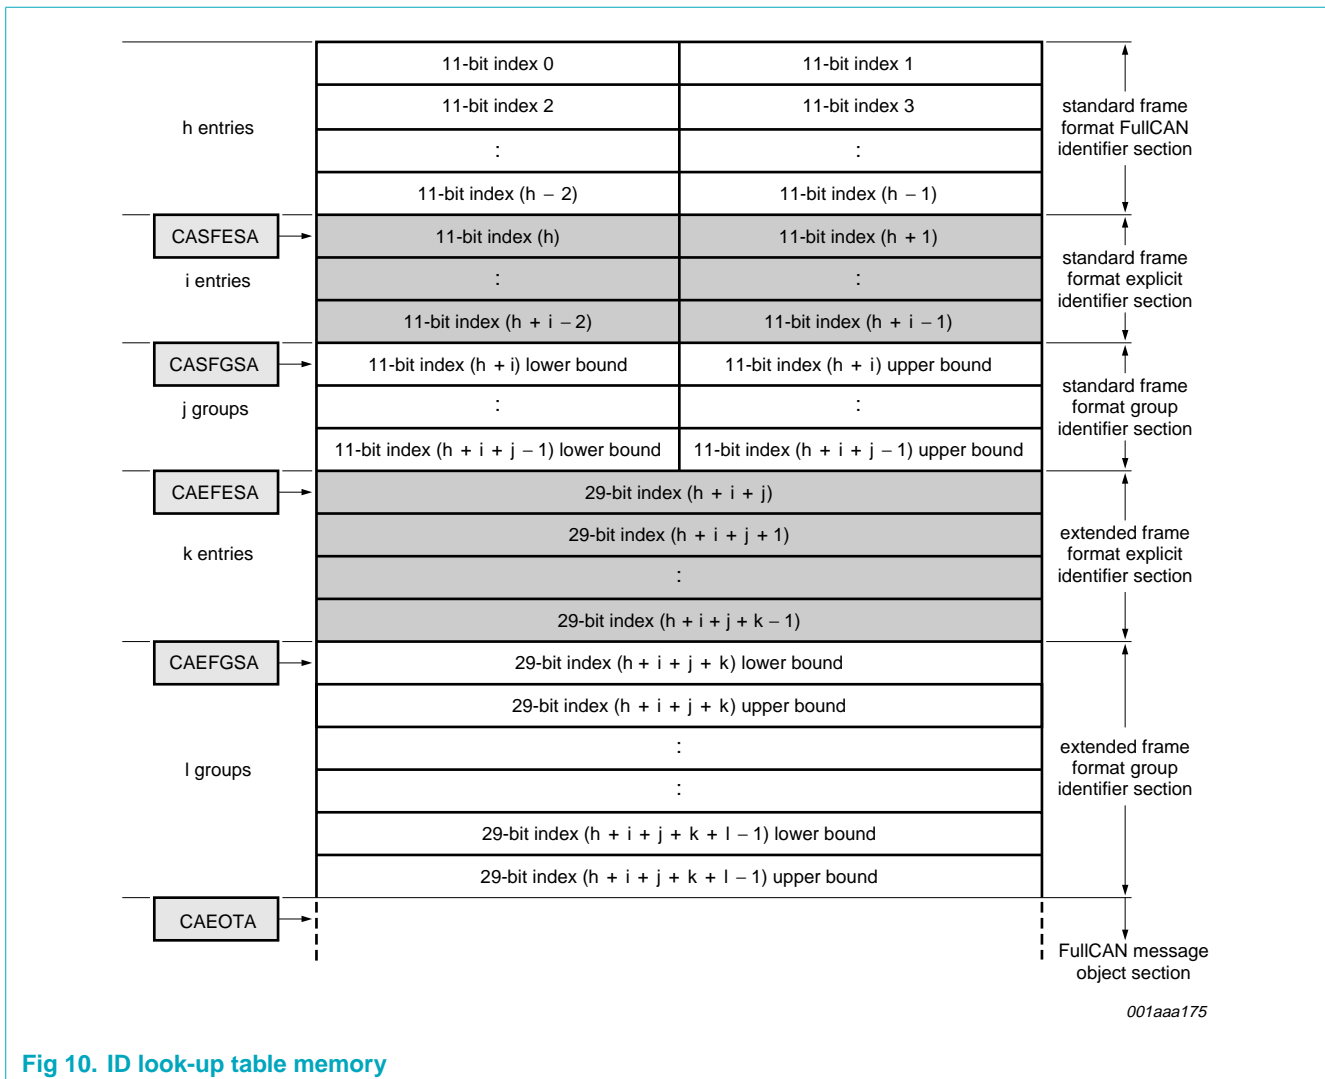 11-bit index 0 11-bit index 1
11-bit index 2 11-bit index 3
: :
11-bit index (h − 2) 11-bit index (h − 1)
h entries
standard frame
format FullCAN
identifier section
CASFESA
11-bit index (h) 11-bit index (h + 1)
: :
11-bit index (h + i − 2) 11-bit index (h + i − 1)
i entries
standard frame
format explicit
identifier section
CASFGSA
11-bit index (h + i) lower bound 11-bit index (h + i) upper bound
: :
11-bit index (h + i + j − 1) lower bound 11-bit index (h + i + j − 1) upper bound
j groups
standard frame
format group
identifier section
CAEFESA
29-bit index (h + i + j)
29-bit index (h + i + j + 1)
:
29-bit index (h + i + j + k − 1)
k entries
extended frame
format explicit
identifier section
CAEFGSA
29-bit index (h + i + j + k) lower bound
29-bit index (h + i + j + k) upper bound
:
:
29-bit index (h + i + j + k + l − 1) lower bound
29-bit index (h + i + j + k + l − 1) upper bound
l groups
extended frame
format group
identifier section
CAEOTA
FullCAN message
object section
001aaa175
Fig 10. ID look-up table memory